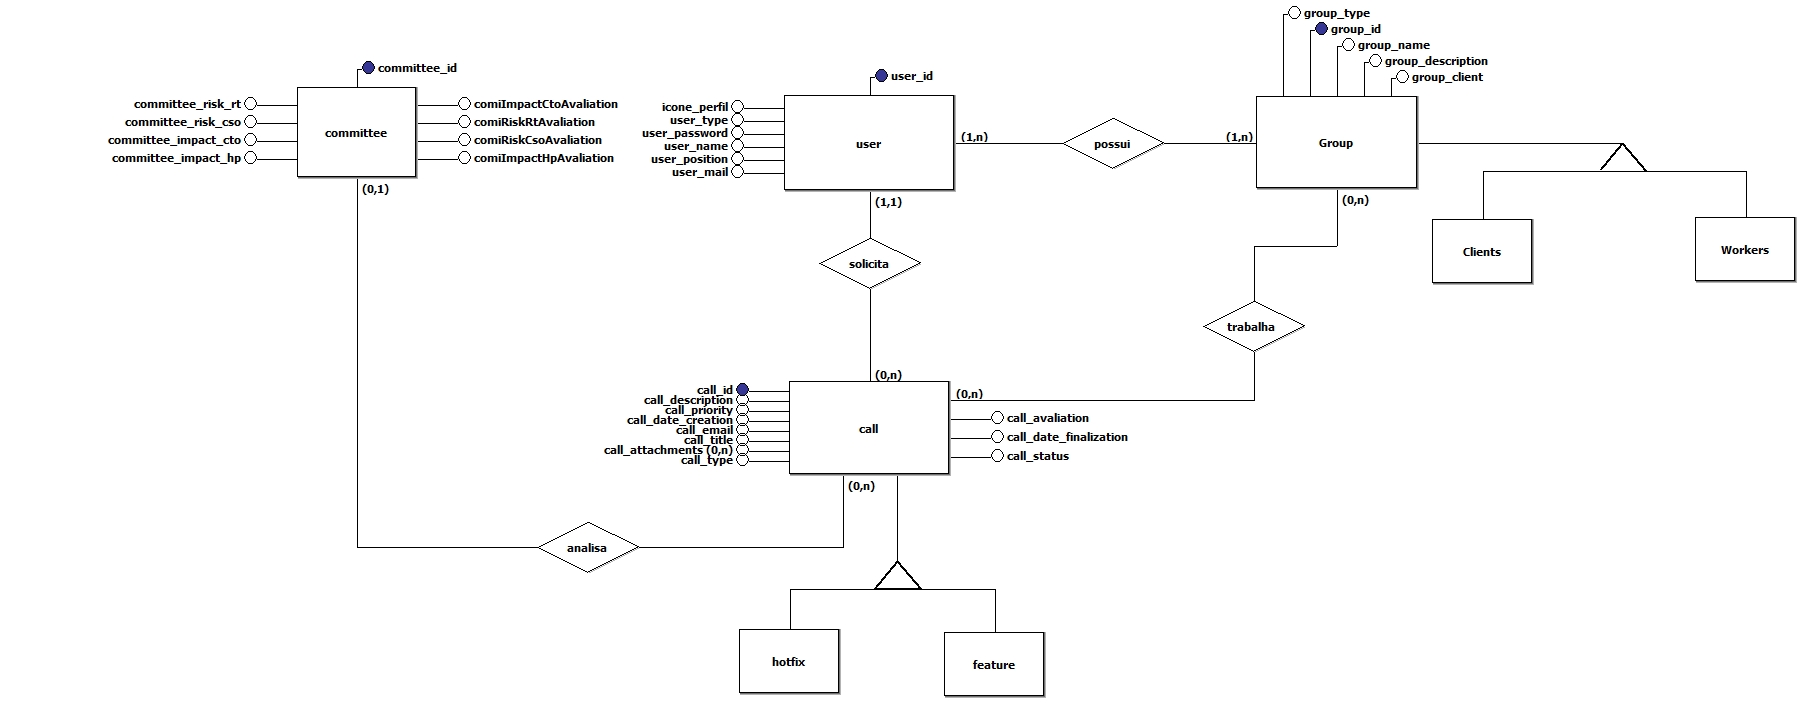 group_type
group_id
group_name
group_description
group_client
committee_id
committee_risk_rt
committee_risk_cso
committee_impact_cto
committee_impact_hp
committee
comiImpactCtoAvaliation
comiRiskRtAvaliation
comiRiskCsoAvaliation
comiImpactHpAvaliation
(0,1)
user_id
icone_perfil
user_type
user_password
user_name
user_position
user_mail
user
(1,n)
possui
(1,n)
Group
(1,1)
(0,n)
Clients
Workers
solicita
trabalha
(0,n)
(0,n)
call_id
call_description
call_priority
call_date_creation
call_email
call_title
call_attachments (0,n)
call_type
call
call_avaliation
call_date_finalization
call_status
(0,n)
analisa
hotfix
feature